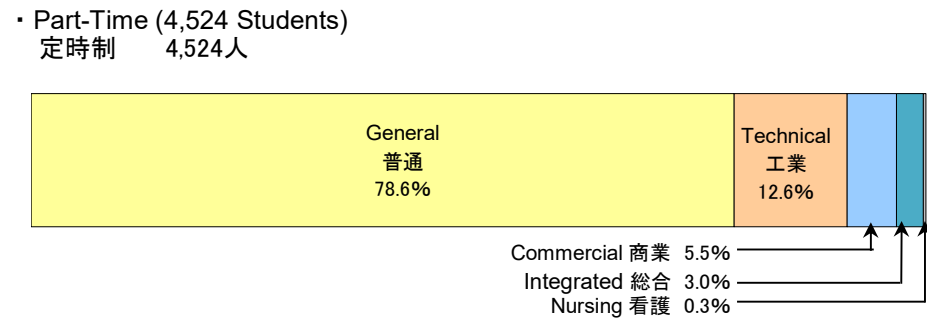 ・Part-Time (4,524 Students)
定時制 4,524人
General
普通
78.6%
Technical
工業
12.6%
Commercial 商業 5.5%
Integrated 総合 3.0%
Nursing 看護 0.3%